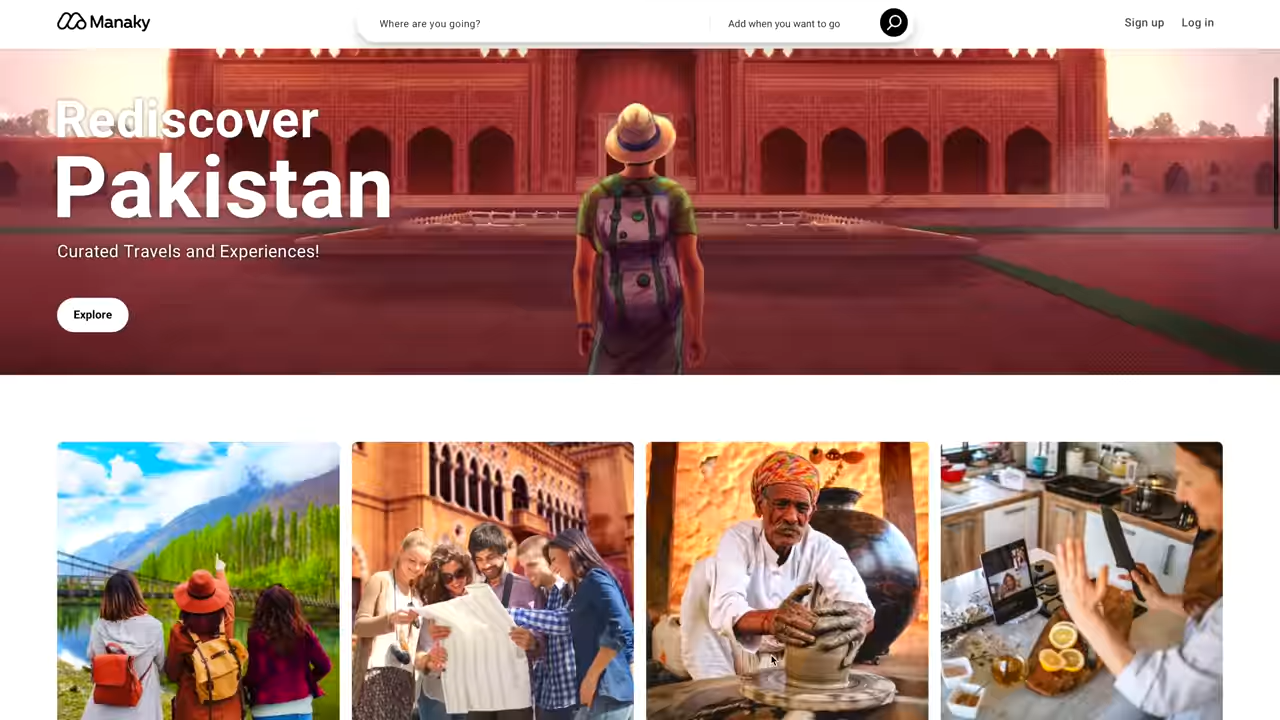 Manaky
Where are you going?
Add when you want to go
Sign up
Log in
Rediscover
Pakistan
Curated Travels and Experiences!
Explore